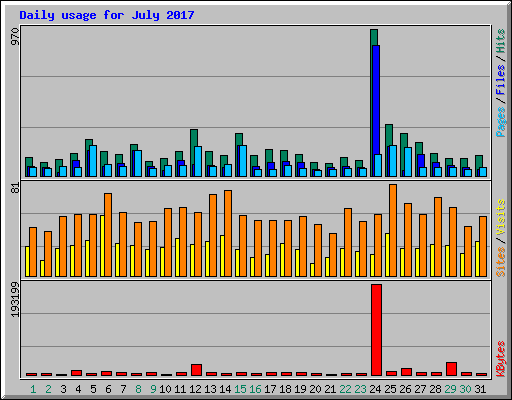 Daily usage for July 2017
970
Pages / Files / Hits
81
Sites / Visits
193199
KBytes
1 2 3 4 5 6 7 8 9 10 11 12 13 14 15 16 17 18 19 20 21 22 23 24 25 26 27 28 29 30 31